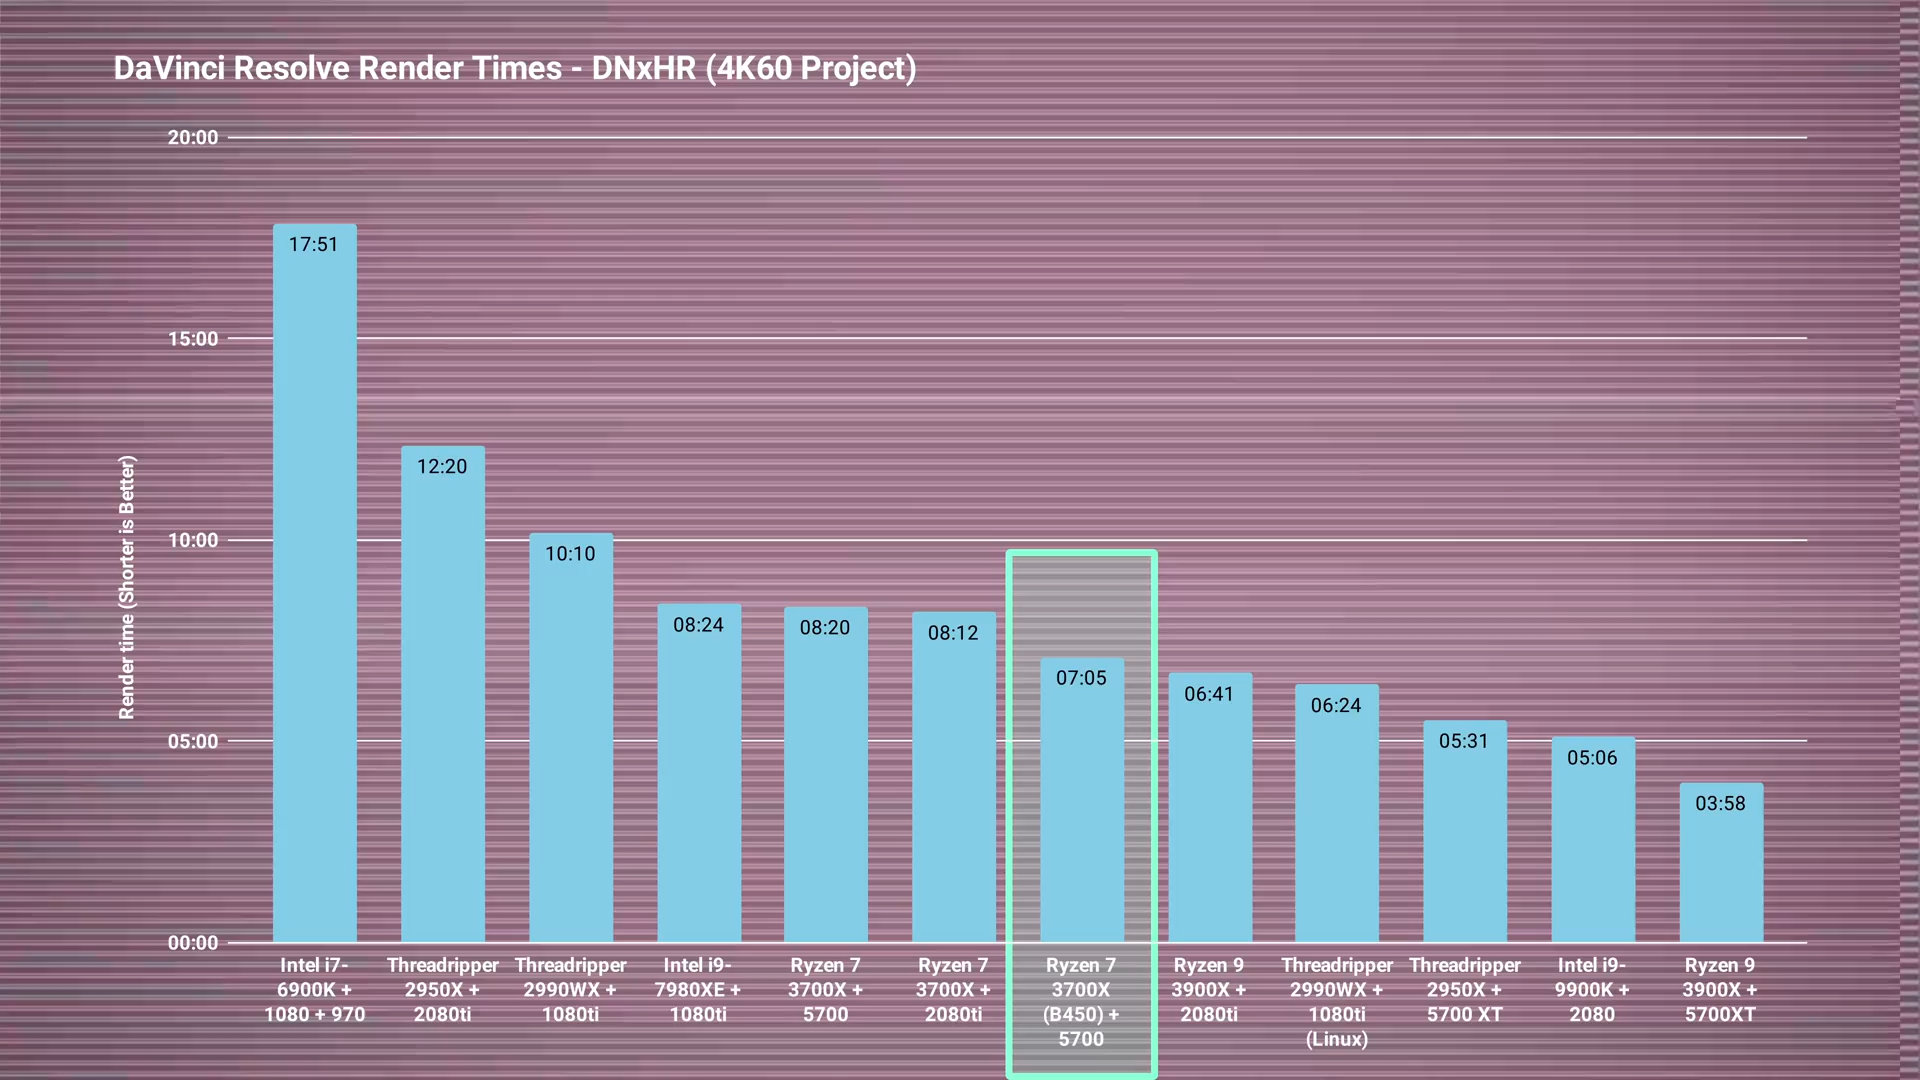 DaVinci Resolve Render Times - DNxHR (4K60 Project)
Render time (Shorter is Better)
20:00
15:00
10:00
05:00
00:00
17:51
12:20
10:10
08:24
08:20
08:12
07:05
06:41
06:24
05:31
05:06
03:58
Intel i7-
6900K +
1080 + 970
Threadripper
2950X +
2080ti
Threadripper
2990WX +
1080ti
Intel i9-
7980XE +
1080ti
Ryzen 7
3700X +
5700
Ryzen 7
3700X +
2080ti
Ryzen 7
3700X
(B450) +
5700
Ryzen 9
3900X +
2080ti
Threadripper
2990WX +
1080ti
(Linux)
Threadripper
2950X +
5700 XT
Intel i9-
9900K +
2080
Ryzen 9
3900X +
5700XT